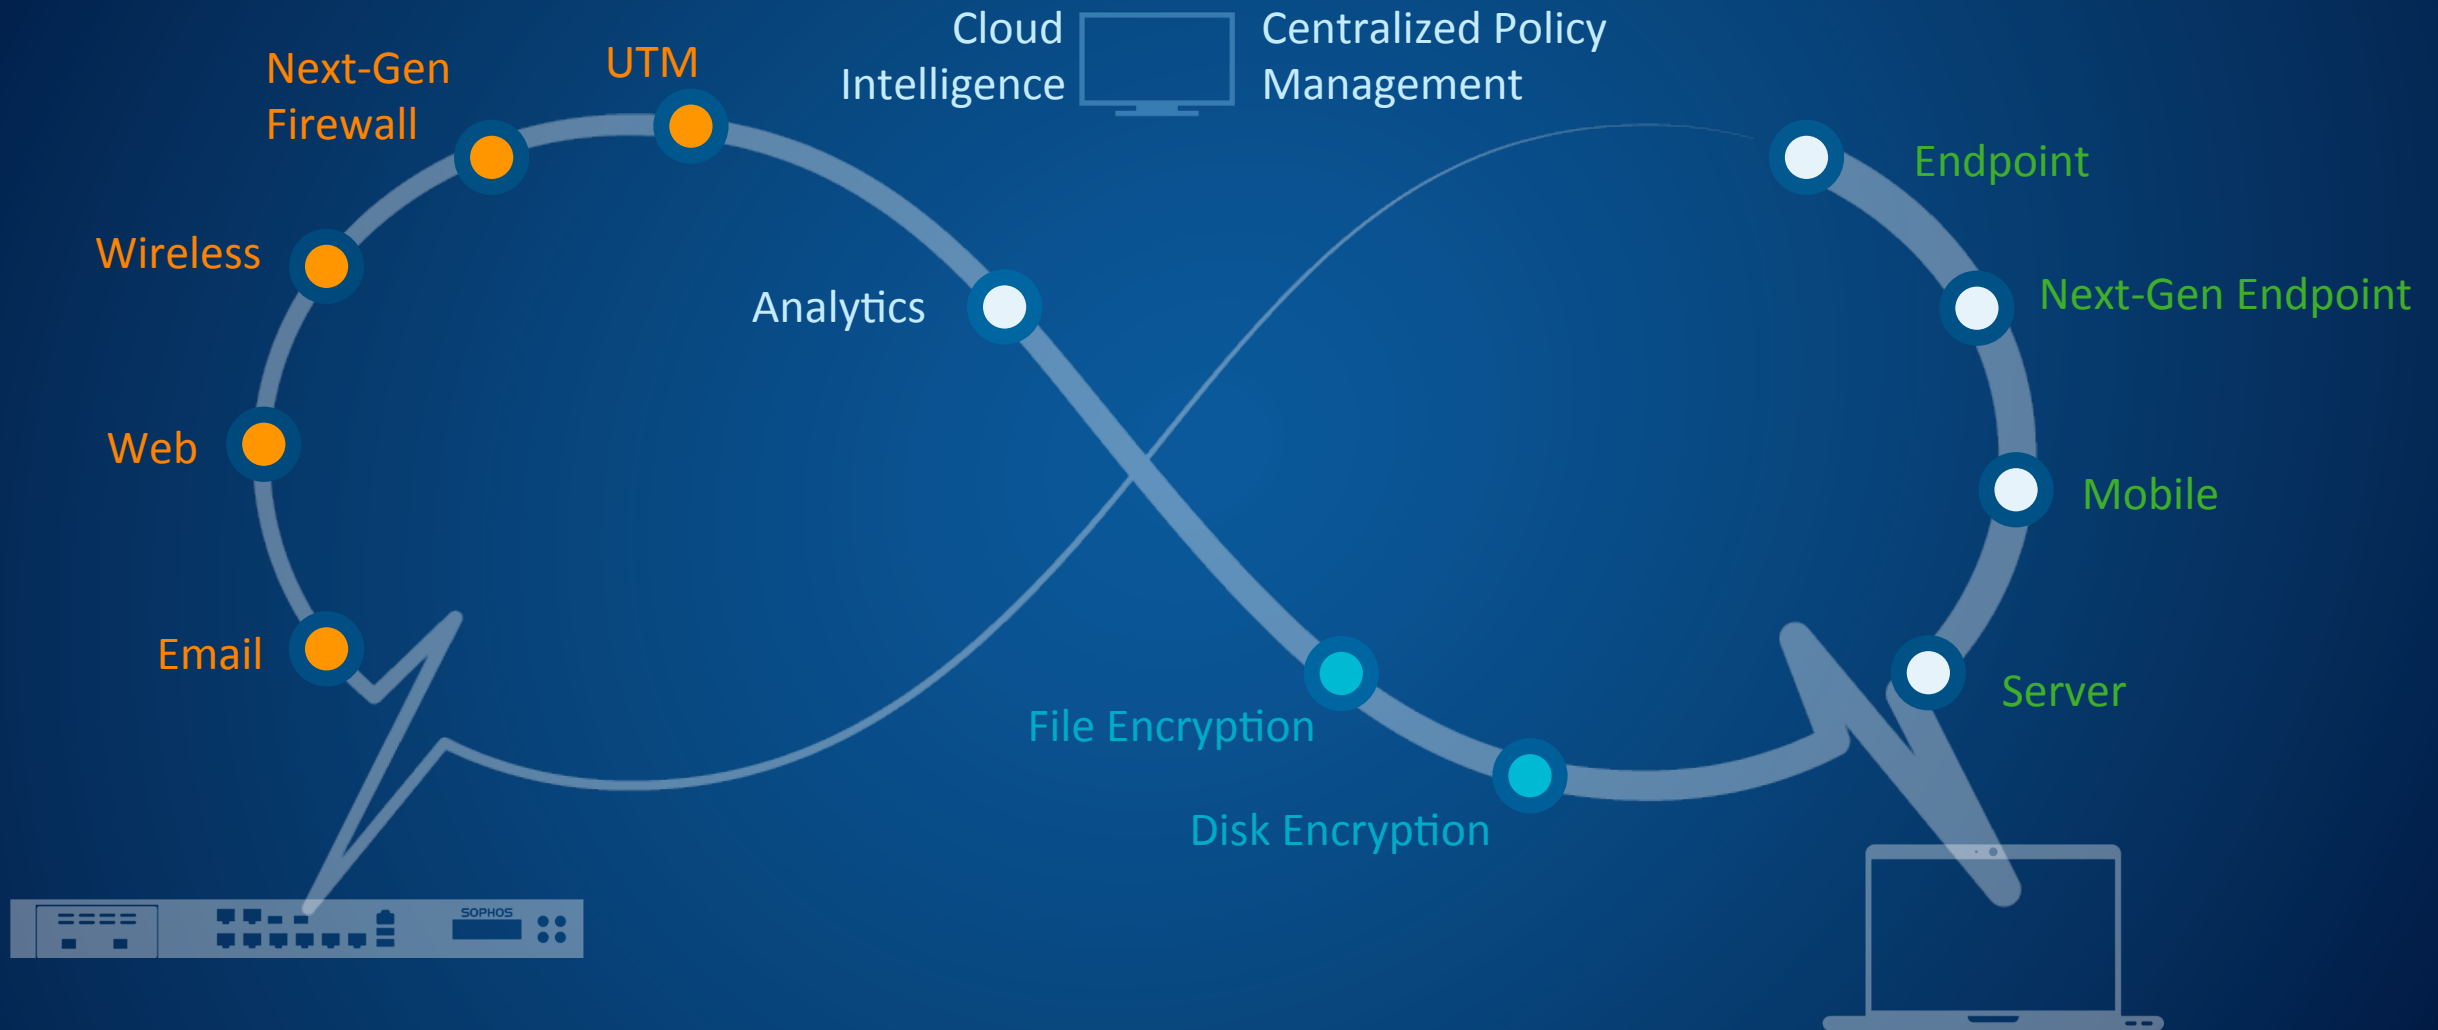 Cloud
Intelligence
Centralized Policy
Management
Next-Gen
Firewall
UTM
Wireless
Web
Email
Analytics
File Encryption
Disk Encryption
Endpoint
Next-Gen Endpoint
Mobile
Server
SOPHOS